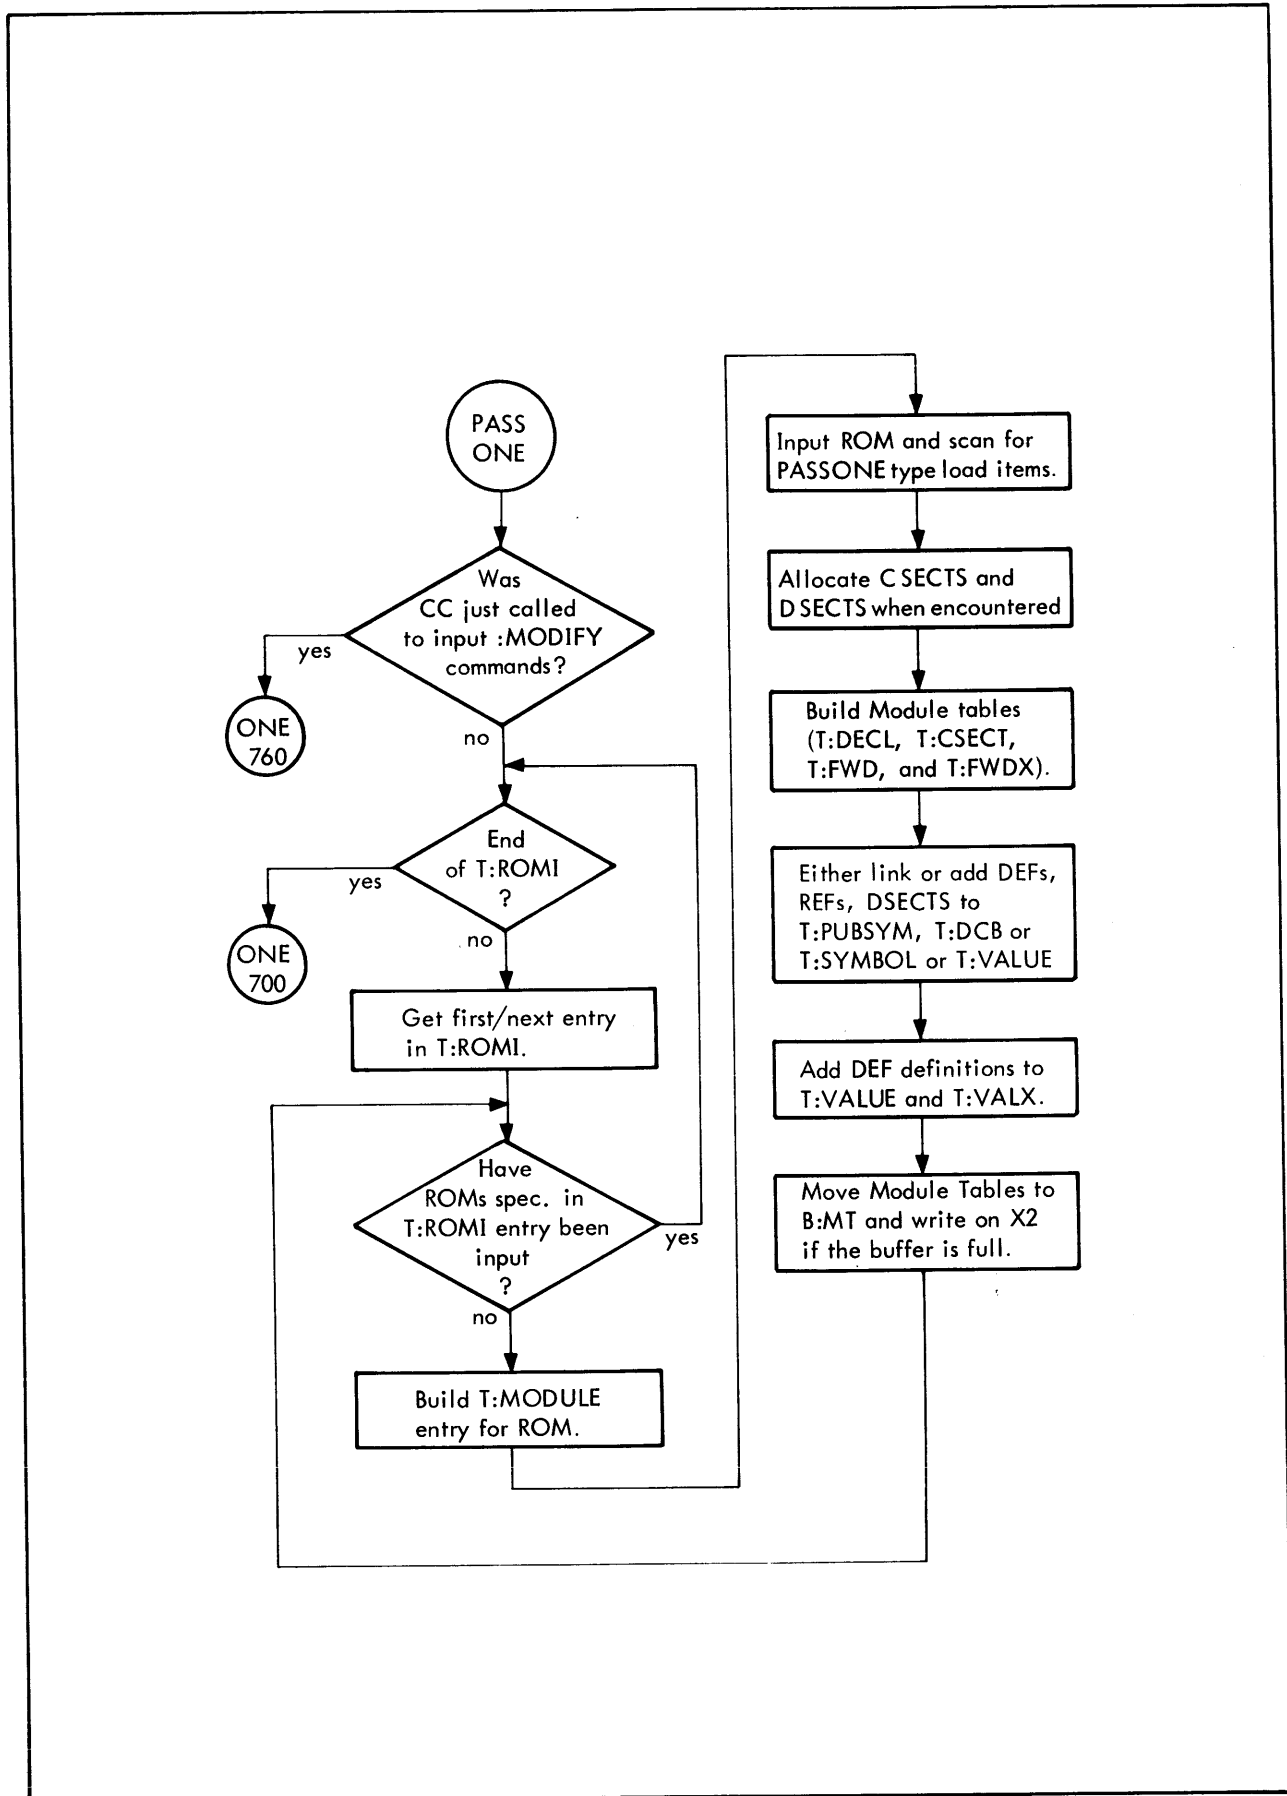 PASS
ONE
Was
CC just called
to input :MODIFY
commands?
yes
ONE
760
no
End
of T:ROMI
?
yes
ONE
700
no
Get first/next entry
in T:ROMI.
Have
ROMs spec. in
T:ROMI entry been
input
?
yes
no
Build T:MODULE
entry for ROM.
Input ROM and scan for
PASSONE type load items.
Allocate CSECTS and
DSECTS when encountered
Build Module tables
(T:DECL, T:CSECT,
T:FWD, and T:FWDX).
Either link or add DEFs,
REFs, DSECTS to
T:PUBSYM, T:DCB or
T:SYMBOL or T:VALUE
Add DEF definitions to
T:VALUE and T:VALX.
Move Module Tables to
B:MT and write on X2
if the buffer is full.